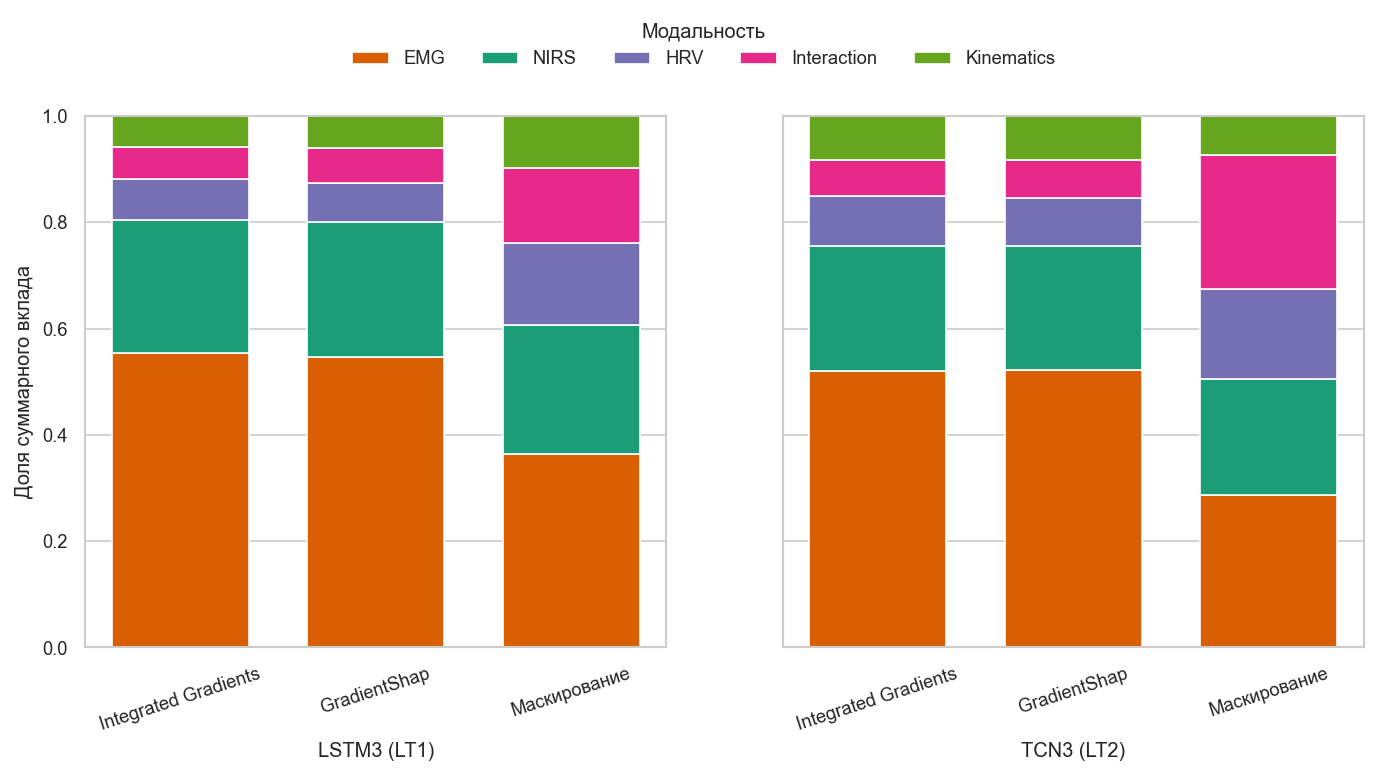 Модальность
EMG NIRS HRV Interaction Kinematics
1.0
0.8
0.6
0.4
0.2
0.0
Доля суммарного вклада
Integrated Gradients GradientShap Маскирование
LSTM3 (LT1)
Integrated Gradients GradientShap Маскирование
TCN3 (LT2)